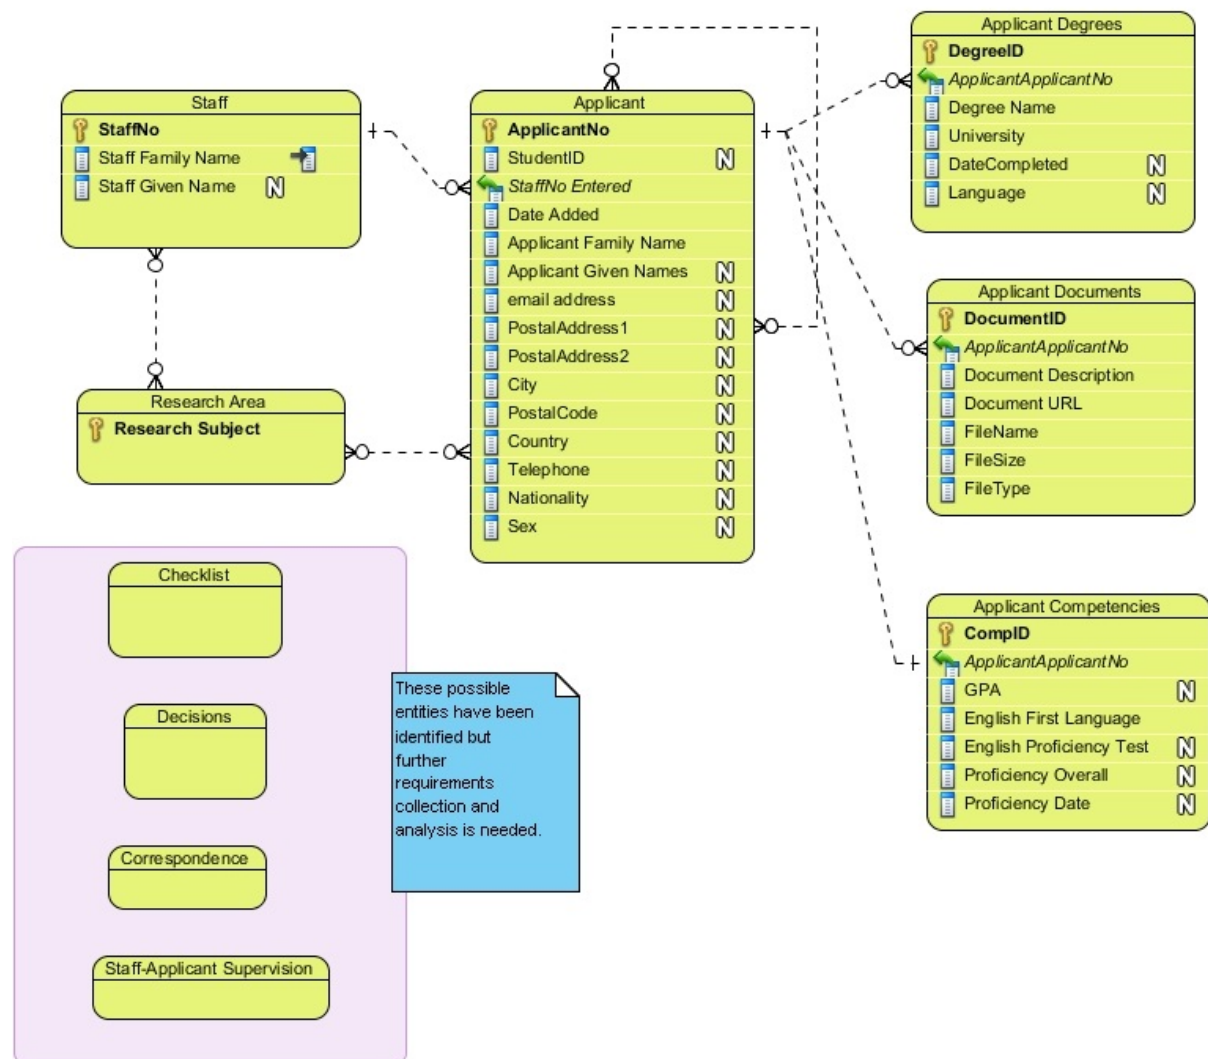 Staff
StaffNo
Staff Family Name
Staff Given Name N
Research Area
Research Subject
Applicant
ApplicantNo
StudentID N
StaffNo Entered
Date Added
Applicant Family Name
Applicant Given Names N
email address N
PostalAddress1 N
PostalAddress2 N
City N
PostalCode N
Country N
Telephone N
Nationality N
Sex N
Applicant Degrees
DegreeID
ApplicantApplicantNo
Degree Name
University
DateCompleted N
Language N
Applicant Documents
DocumentID
ApplicantApplicantNo
Document Description
Document URL
FileName
FileSize
FileType
Applicant Competencies
CompID
ApplicantApplicantNo
GPA N
English First Language
English Proficiency Test N
Proficiency Overall N
Proficiency Date N
Checklist
Decisions
Correspondence
Staff-Applicant Supervision
These possible
entities have been
identified but
further
requirements
collection and
analysis is needed.